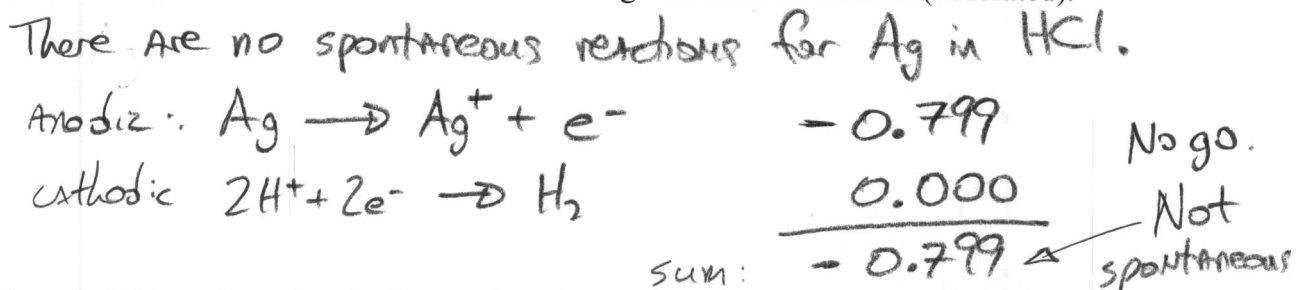 There Are no spontaneous reactions for Ag in HCl.
Anodic: Ag → Ag⁺ + e⁻ - 0.799 No go.
cathodic 2H⁺ + 2e⁻ → H₂ 0.000 Not
sum: - 0.799 spontaneous